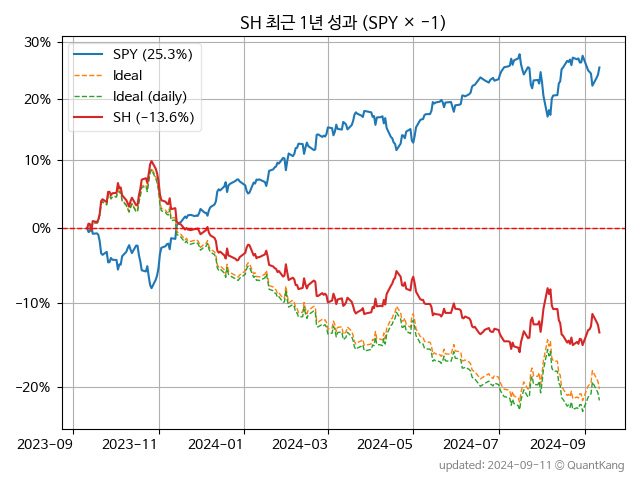 SH 최근 1년 성과 (SPY × −1)
30%
20%
10%
0%
−10%
−20%
SPY (25.3%)
Ideal
Ideal (daily)
SH (−13.6%)
2023-09 2023-11 2024-01 2024-03 2024-05 2024-07 2024-09
updated: 2024-09-11 © QuantKang